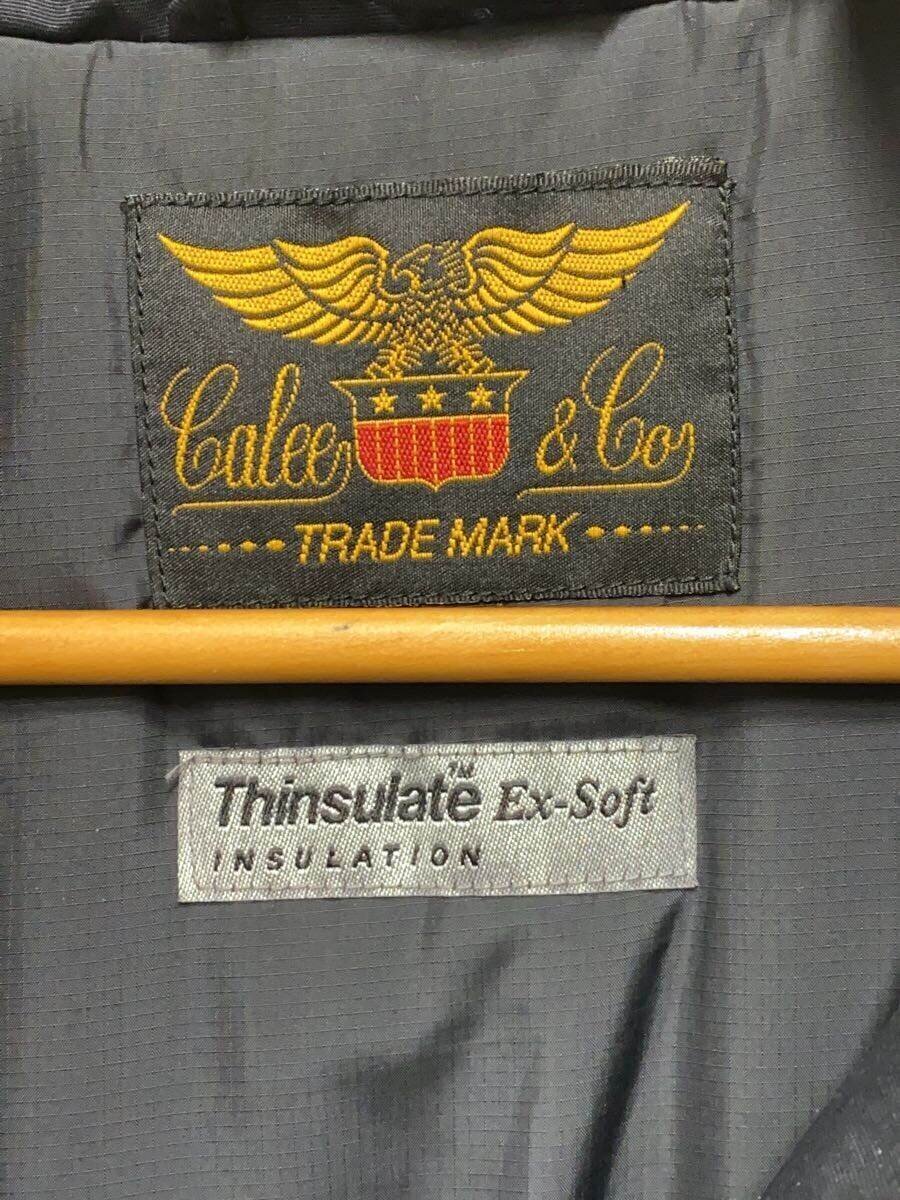 Calee & Co
TRADE MARK
Thinsulate™ Ex-Soft
INSULATION